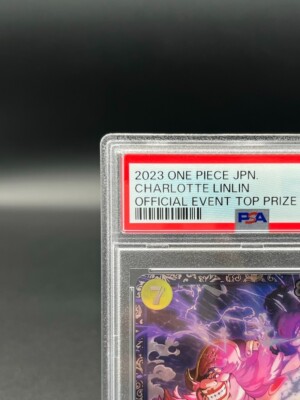 2023 ONE PIECE JPN.
CHARLOTTE LINLIN
OFFICIAL EVENT TOP PRIZE
PSA
7